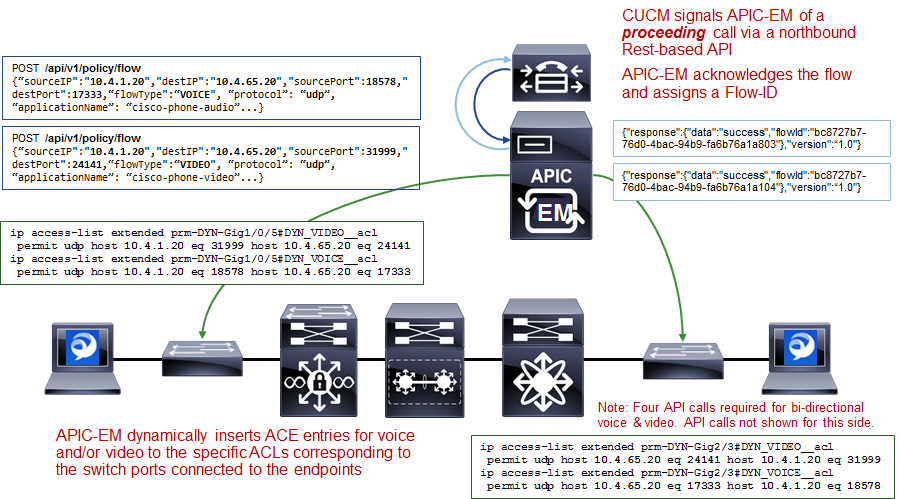 CUCM signals APIC-EM of a
proceeding call via a northbound
Rest-based API
APIC-EM acknowledges the flow
and assigns a Flow-ID
POST /api/v1/policy/flow
{“sourceIP":"10.4.1.20","destIP":"10.4.65.20","sourcePort":18578,"
destPort":17333,"flowType":“VOICE", “protocol”: “udp”,
“applicationName”: “cisco-phone-audio”...}
POST /api/v1/policy/flow
{“sourceIP":"10.4.1.20","destIP":"10.4.65.20","sourcePort":31999,"
destPort":24141,"flowType":“VIDEO", “protocol”: “udp”,
“applicationName”: “cisco-phone-video”...}
{"response":{"data":"success","flowId":"bc8727b7-
76d0-4bac-94b9-fa6b76a1a803"},"version":“1.0"}
{"response":{"data":"success","flowId":"bc8727b7-
76d0-4bac-94b9-fa6b76a1a104"},"version":“1.0"}
APIC
EM
ip access-list extended prm-DYN-Gig1/0/5#DYN_VIDEO__acl
permit udp host 10.4.1.20 eq 31999 host 10.4.65.20 eq 24141
ip access-list extended prm-DYN-Gig1/0/5#DYN_VOICE__acl
permit udp host 10.4.1.20 eq 18578 host 10.4.65.20 eq 17333
Note: Four API calls required for bi-directional
voice & video. API calls not shown for this side.
APIC-EM dynamically inserts ACE entries for voice
and/or video to the specific ACLs corresponding to
the switch ports connected to the endpoints
ip access-list extended prm-DYN-Gig2/3#DYN_VIDEO__acl
permit udp host 10.4.65.20 eq 24141 host 10.4.1.20 eq 31999
ip access-list extended prm-DYN-Gig2/3#DYN_VOICE__acl
permit udp host 10.4.65.20 eq 17333 host 10.4.1.20 eq 18578